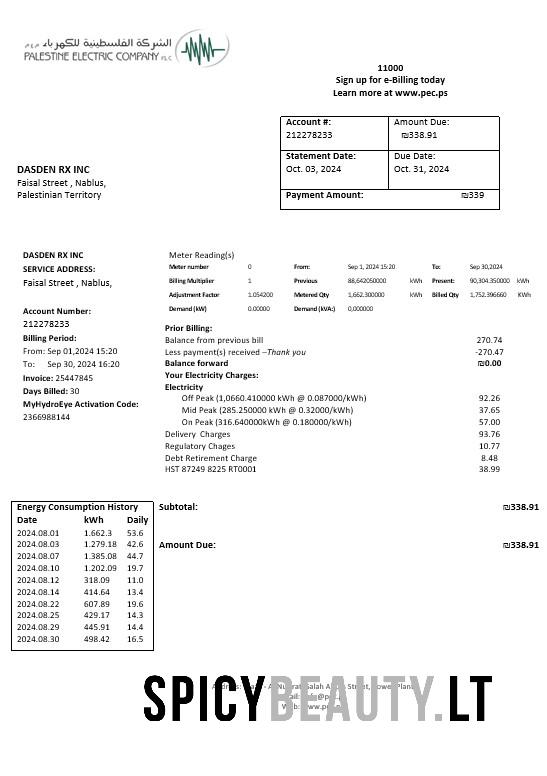 الشركة الفلسطينية للكهرباء م.ع.م
PALESTINE ELECTRIC COMPANY PLC
11000
Sign up for e-Billing today
Learn more at www.pec.ps
Account #: Amount Due:
212278233 ₪338.91
Statement Date: Due Date:
Oct. 03, 2024 Oct. 31, 2024
Payment Amount: ₪339
DASDEN RX INC
Faisal Street , Nablus,
Palestinian Territory
DASDEN RX INC
SERVICE ADDRESS:
Faisal Street , Nablus,
Account Number:
212278233
Billing Period:
From: Sep 01,2024 15:20
To: Sep 30, 2024 16:20
Invoice: 25447845
Days Billed: 30
MyHydroEye Activation Code:
2366988144
Meter Reading(s)
Meter number 0 From: Sep 1, 2024 15:20 To: Sep 30,2024
Billing Multiplier 1 Previous 88,642050000 kWh Present: 90,304.350000 kWh
Adjustment Factor 1.054200 Metered Qty 1,662.300000 kWh Billed Qty 1,752.396660 KWh
Demand (kW) 0.00000 Demand (kVA:) 0,000000
Prior Billing:
Balance from previous bill 270.74
Less payment(s) received –Thank you -270.47
Balance forward ₪0.00
Your Electricity Charges:
Electricity
Off Peak (1,0660.410000 kWh @ 0.087000/kWh) 92.26
Mid Peak (285.250000 kWh @ 0.32000/kWh) 37.65
On Peak (316.640000kWh @ 0.180000/kWh) 57.00
Delivery Charges 93.76
Regulatory Chages 10.77
Debt Retirement Charge 8.48
HST 87249 8225 RT0001 38.99
Energy Consumption History
Date kWh Daily
2024.08.01 1.662.3 53.6
2024.08.03 1.279.18 42.6
2024.08.07 1.385.08 44.7
2024.08.10 1.202.09 19.7
2024.08.12 318.09 11.0
2024.08.14 414.64 13.4
2024.08.22 607.89 19.6
2024.08.25 429.17 14.3
2024.08.29 445.91 14.4
2024.08.30 498.42 16.5
Subtotal: ₪338.91
Amount Due: ₪338.91
SPICYBEAUTY.LT